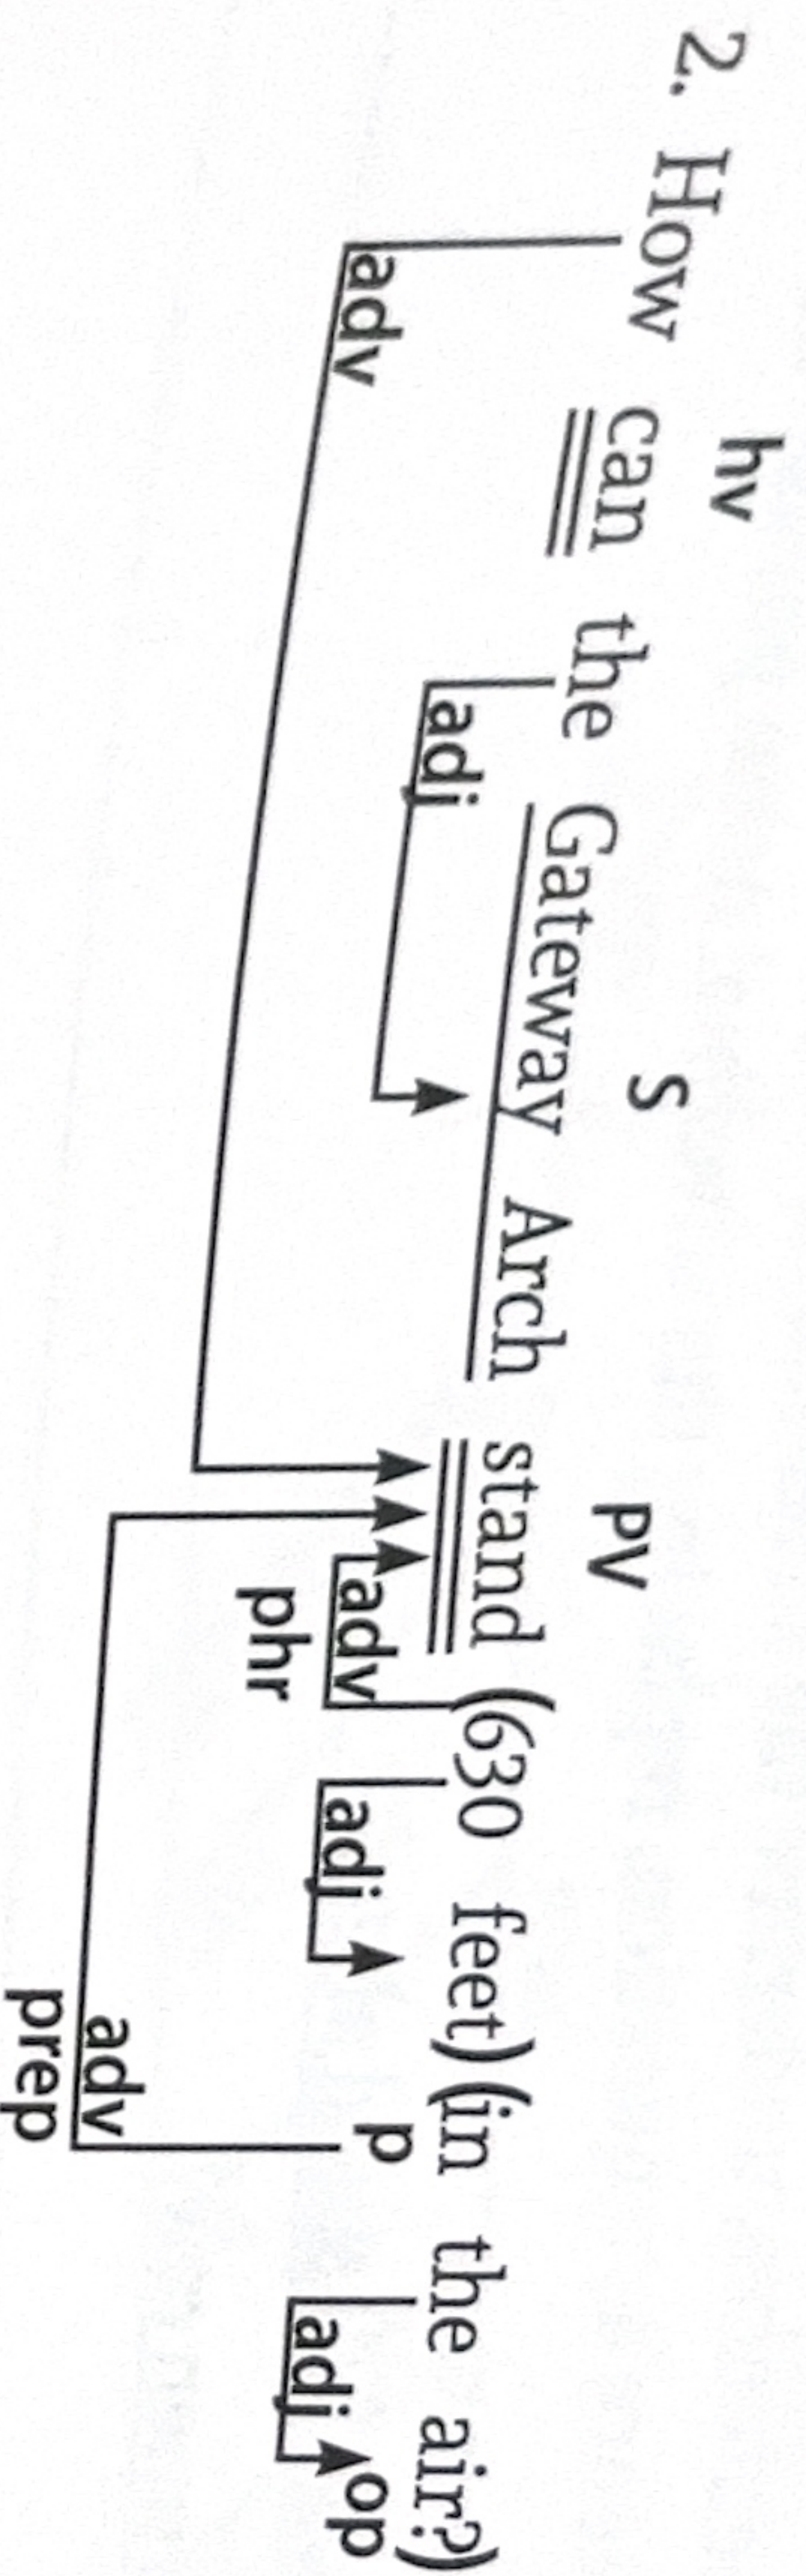 hv S pv
2. How can the Gateway Arch stand (630 feet)(in the air?)
adv adj adv adj p adj op
phr adv
prep